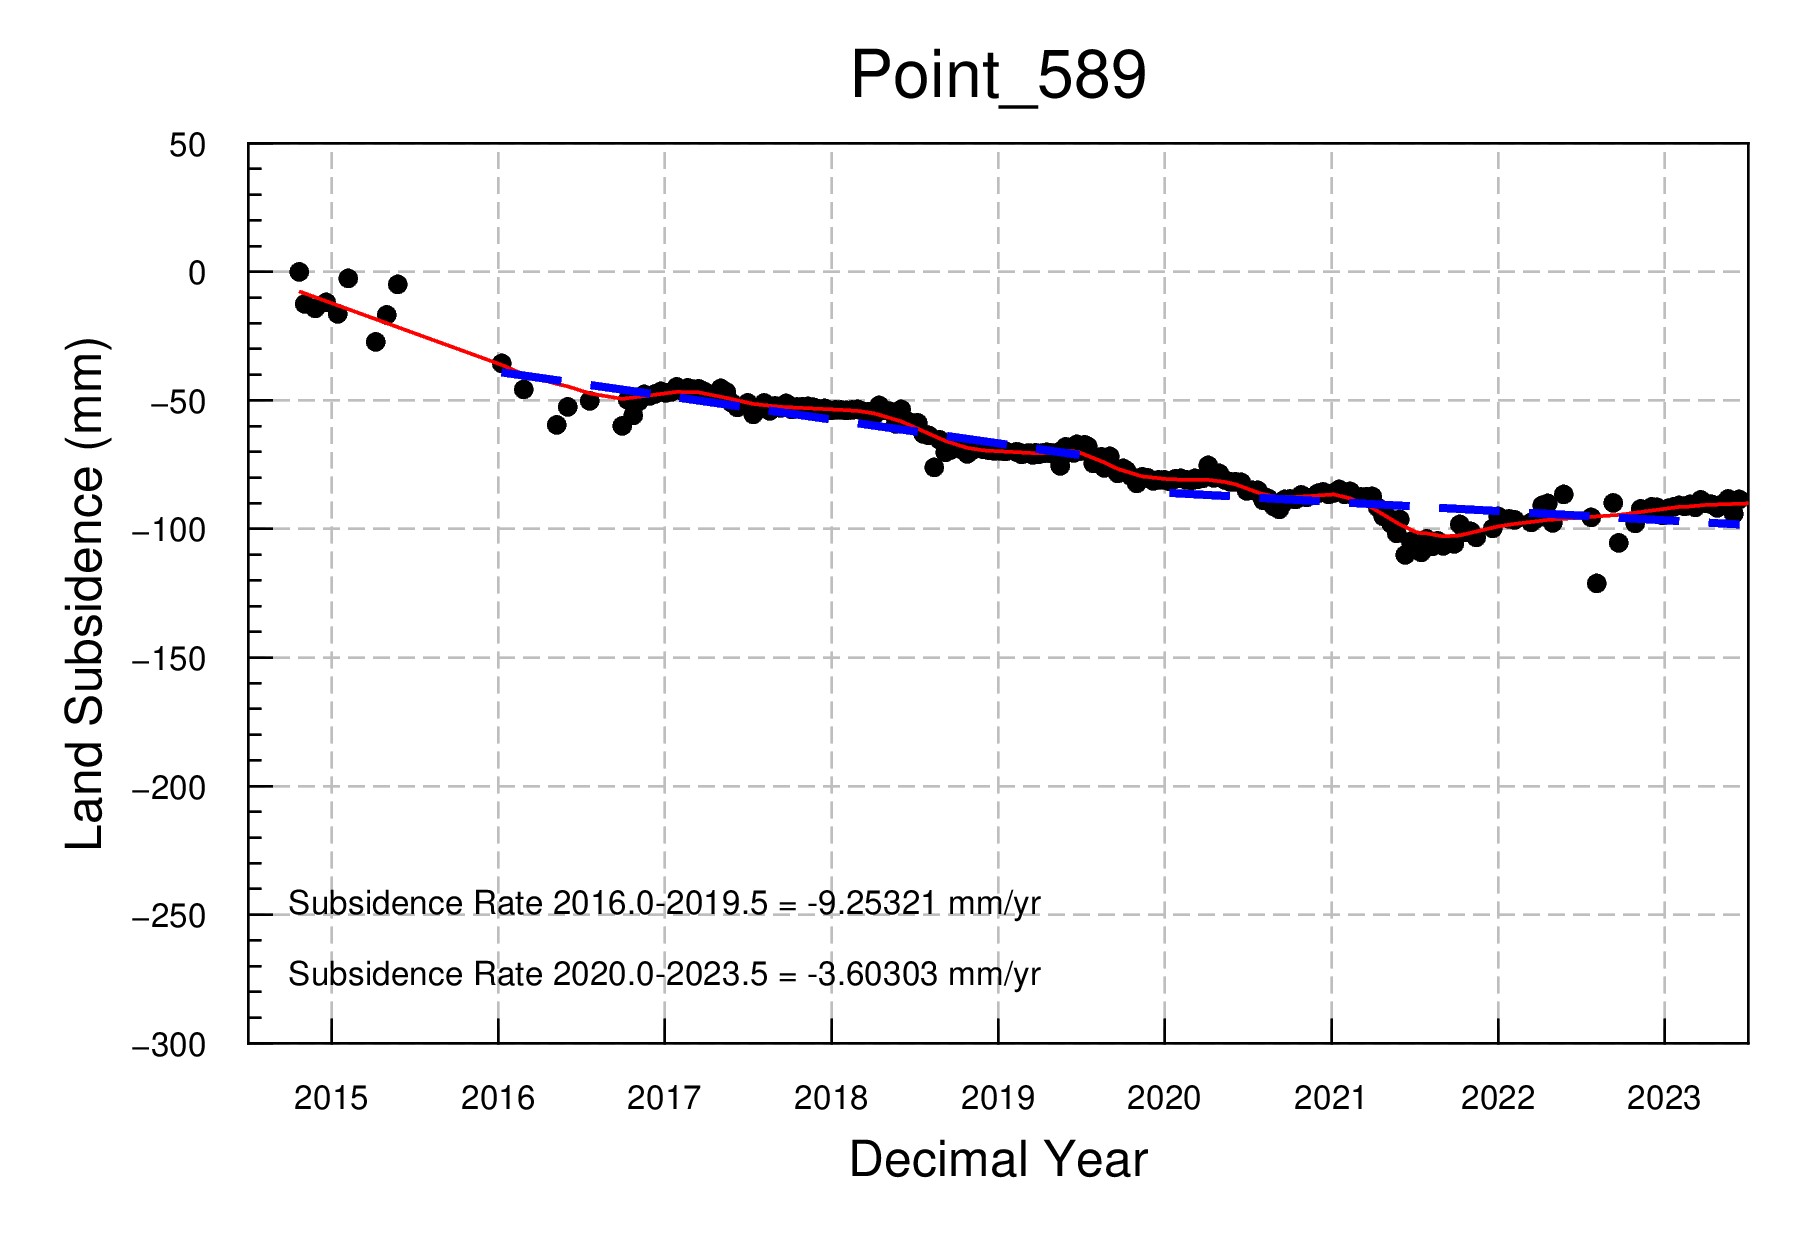 Point_589
50
0
−50
−100
−150
−200
−250
−300
Land Subsidence (mm)
Subsidence Rate 2016.0-2019.5 = -9.25321 mm/yr
Subsidence Rate 2020.0-2023.5 = -3.60303 mm/yr
2015 2016 2017 2018 2019 2020 2021 2022 2023
Decimal Year